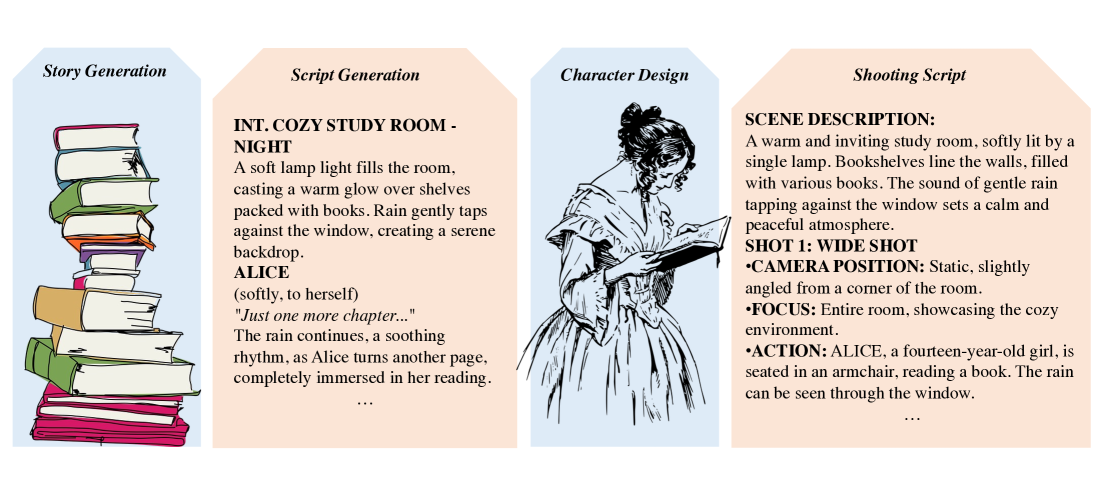 Story Generation
Script Generation
INT. COZY STUDY ROOM -
NIGHT
A soft lamp light fills the room,
casting a warm glow over shelves
packed with books. Rain gently taps
against the window, creating a serene
backdrop.
ALICE
(softly, to herself)
"Just one more chapter..."
The rain continues, a soothing
rhythm, as Alice turns another page,
completely immersed in her reading.
…
Character Design
Shooting Script
SCENE DESCRIPTION:
A warm and inviting study room, softly lit by a
single lamp. Bookshelves line the walls, filled
with various books. The sound of gentle rain
tapping against the window sets a calm and
peaceful atmosphere.
SHOT 1: WIDE SHOT
•CAMERA POSITION: Static, slightly
angled from a corner of the room.
•FOCUS: Entire room, showcasing the cozy
environment.
•ACTION: ALICE, a fourteen-year-old girl, is
seated in an armchair, reading a book. The rain
can be seen through the window.
…